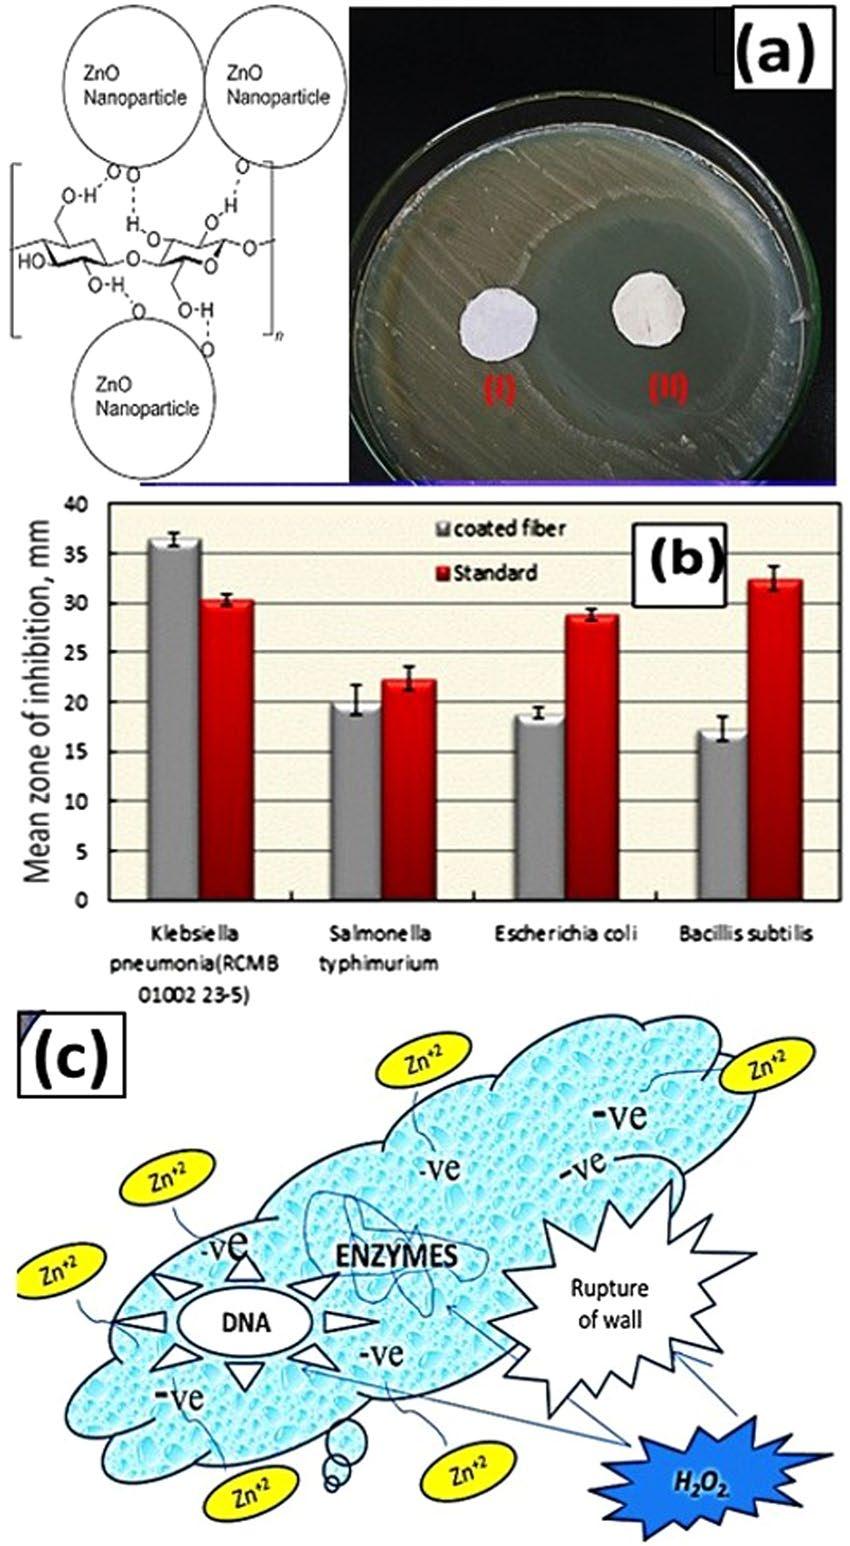 ZnO
Nanoparticle
ZnO
Nanoparticle
(a)
O O
O
O-H
H
O
O
H
O
HO
O
O
O-H
O-H
O
O
n
ZnO
Nanoparticle
(I)
(II)
40
35
30
25
20
15
10
5
0
Mean zone of inhibition, mm
coated fiber
Standard
(b)
Klebsiella
pneumonia(RCMB
01002 23-5)
Salmonella
typhimurium
Escherichia coli
Bacillis subtilis
(c)
Zn+2
Zn+2
-ve
-ve
-ve
Zn+2
-ve
ENZYMES
Zn+2
Rupture
of wall
DNA
-ve
-ve
Zn+2
Zn+2
H2O2